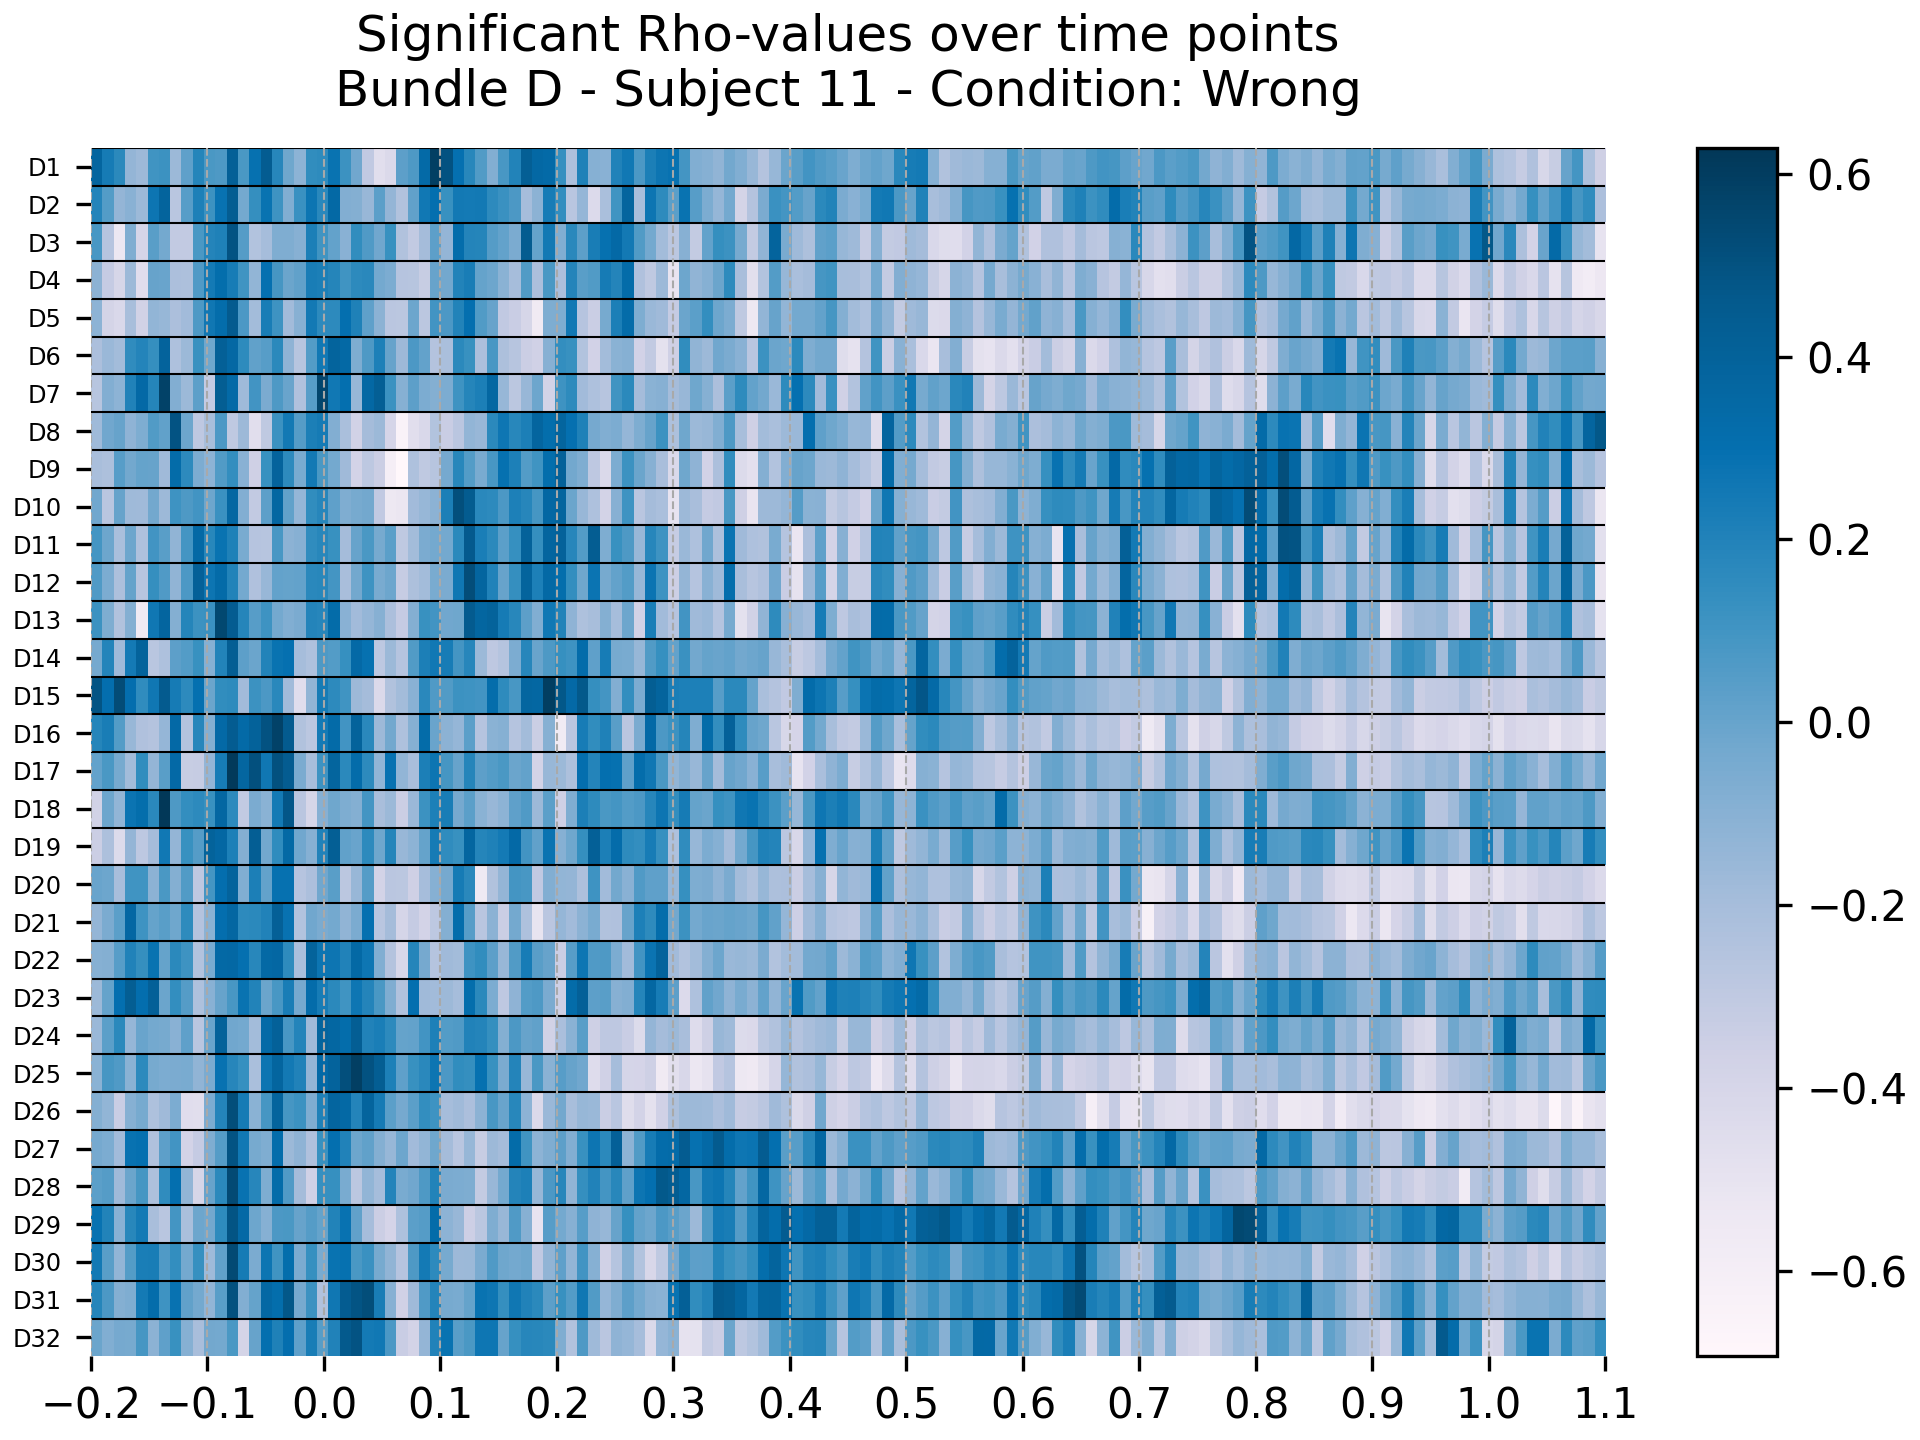 Significant Rho-values over time points
Bundle D - Subject 11 - Condition: Wrong
D1
D2
D3
D4
D5
D6
D7
D8
D9
D10
D11
D12
D13
D14
D15
D16
D17
D18
D19
D20
D21
D22
D23
D24
D25
D26
D27
D28
D29
D30
D31
D32
−0.2 −0.1 0.0 0.1 0.2 0.3 0.4 0.5 0.6 0.7 0.8 0.9 1.0 1.1
0.6
0.4
0.2
0.0
−0.2
−0.4
−0.6